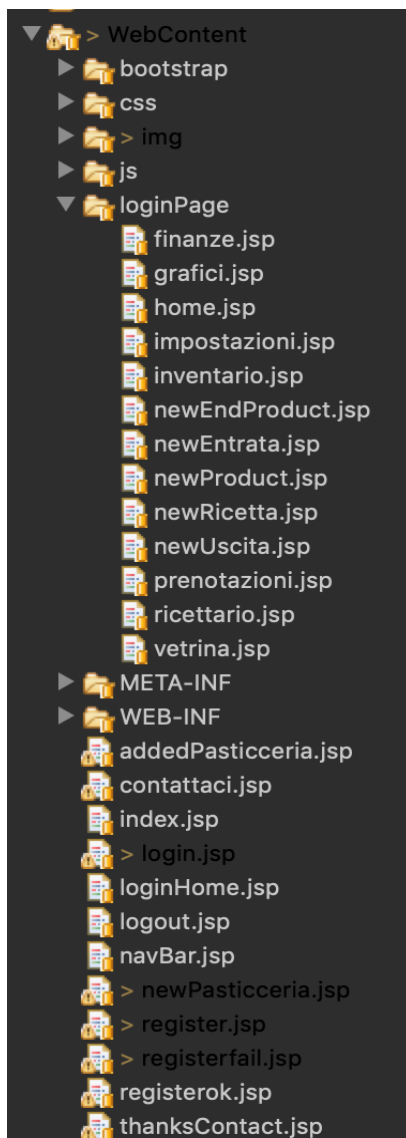 > WebContent
bootstrap
css
> img
js
loginPage
finanze.jsp
grafici.jsp
home.jsp
impostazioni.jsp
inventario.jsp
newEndProduct.jsp
newEntrata.jsp
newProduct.jsp
newRicetta.jsp
newUscita.jsp
prenotazioni.jsp
ricettario.jsp
vetrina.jsp
META-INF
WEB-INF
addedPasticceria.jsp
contattaci.jsp
index.jsp
> login.jsp
loginHome.jsp
logout.jsp
navBar.jsp
> newPasticceria.jsp
> register.jsp
> registerfail.jsp
registerok.jsp
thanksContact.jsp